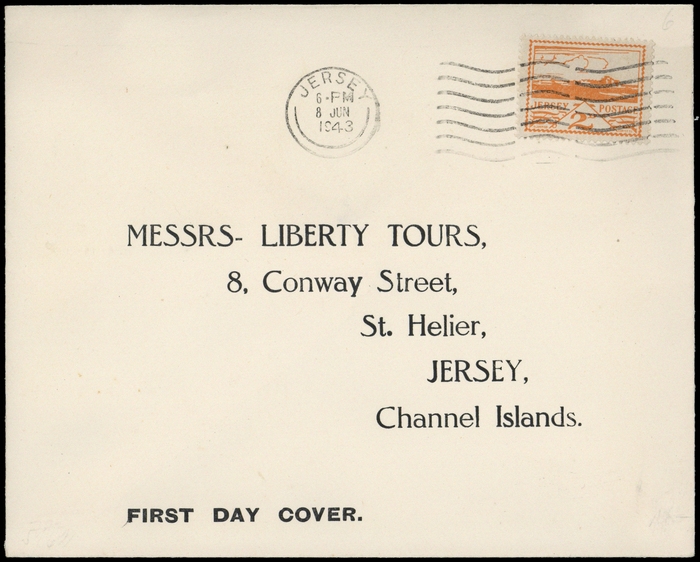 JERSEY
6-PM
8 JUN
1943
JERSEY POSTAGE
2D
MESSRS- LIBERTY TOURS,
8, Conway Street,
St. Helier,
JERSEY,
Channel Islands.
FIRST DAY COVER.